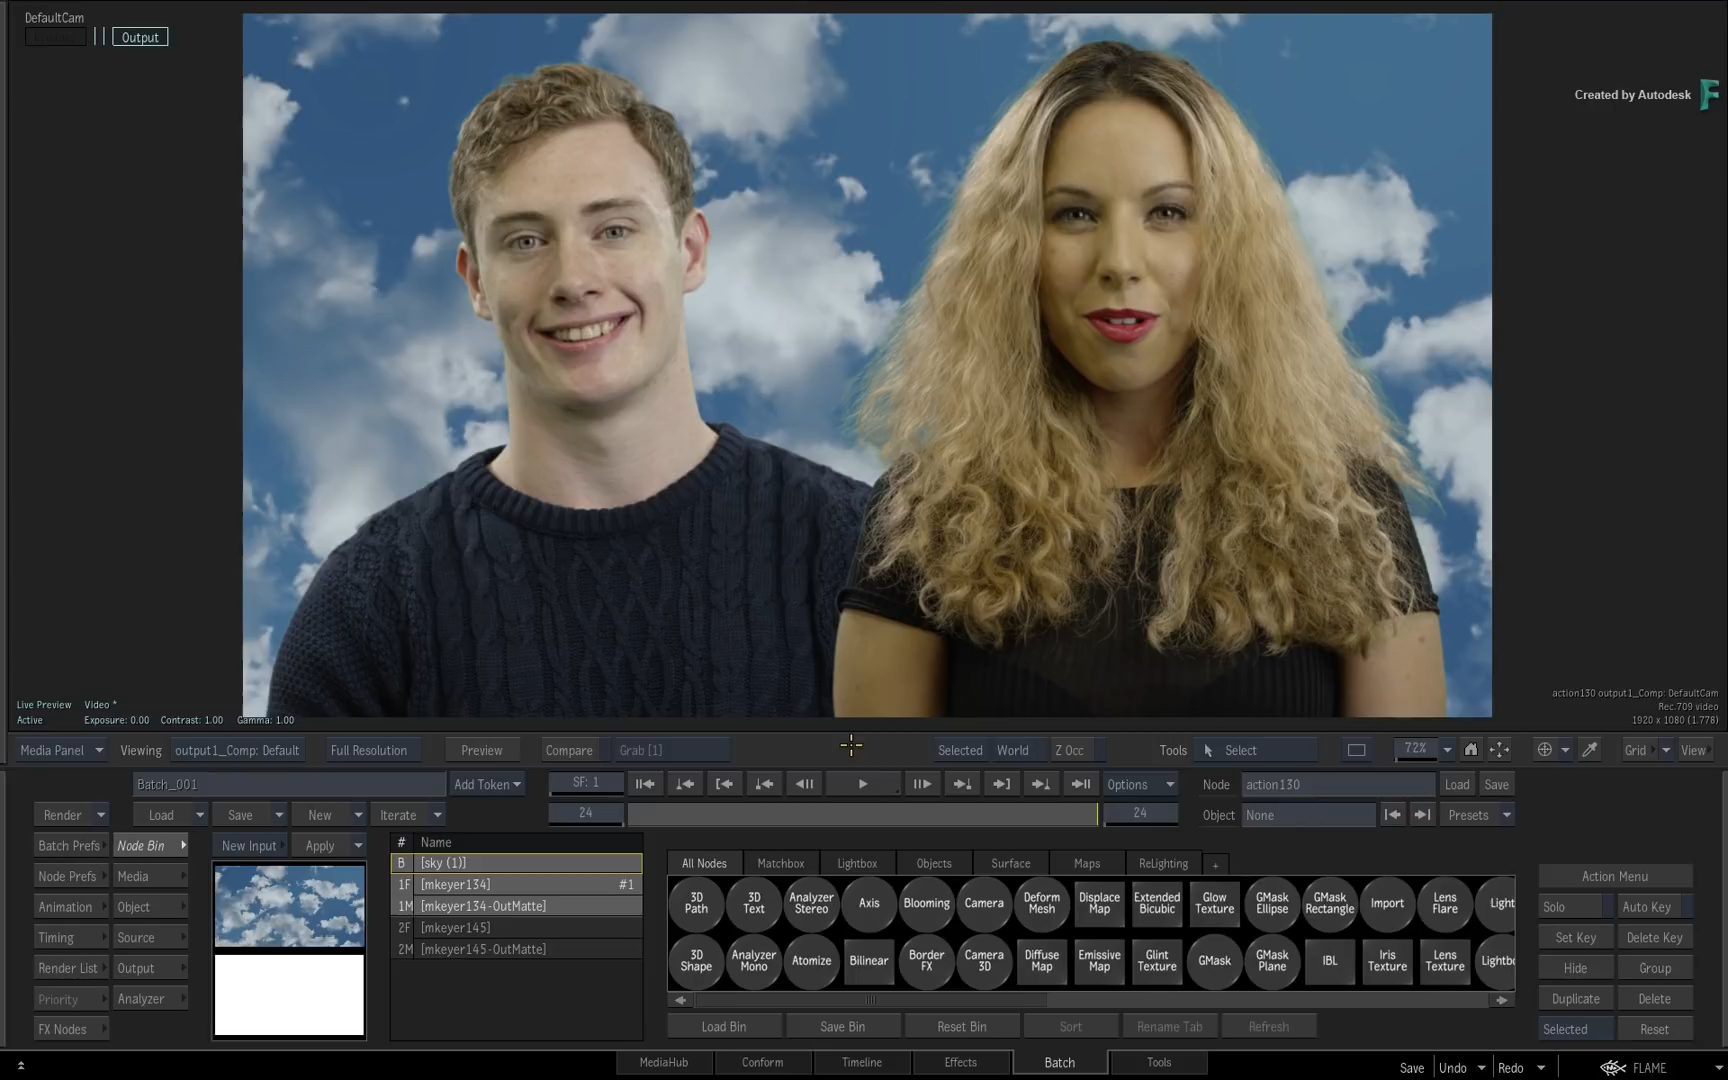 DefaultCam
Output
Created by Autodesk
Live Preview Video *
Active Exposure: 0.00 Contrast: 1.00 Gamma: 1.00
action130 output1_Comp: DefaultCam
Rec.709 video
1920 x 1080 (1.778)
Media Panel Viewing output1_Comp: Default Full Resolution Preview Compare Grab [1] Selected World Z Occ Tools Select 72% Grid View
Batch_001 Add Token SF: 1 Options Node action130 Load Save
Render Load Save New Iterate 24 24 Object None Presets
Batch Prefs Node Bin New Input Apply # Name
Node Prefs Media
Animation Object
Timing Source
Render List Output
Priority Analyzer
FX Nodes
B [sky (1)]
1F [mkeyer134] #1
1M [mkeyer134-OutMatte]
2F [mkeyer145]
2M [mkeyer145-OutMatte]
All Nodes Matchbox Lightbox Objects Surface Maps ReLighting +
3D Path 3D Text Analyzer Stereo Axis Blooming Camera Deform Mesh Displace Map Extended Bicubic Glow Texture GMask Ellipse GMask Rectangle Import Lens Flare Light
3D Shape Analyzer Mono Atomize Bilinear Border FX Camera 3D Diffuse Map Emissive Map Glint Texture GMask GMask Plane IBL Iris Texture Lens Texture Lightbo
Load Bin Save Bin Reset Bin Sort Rename Tab Refresh
Action Menu
Solo Auto Key
Set Key Delete Key
Hide Group
Duplicate Delete
Selected Reset
MediaHub Conform Timeline Effects Batch Tools Save Undo Redo FLAME